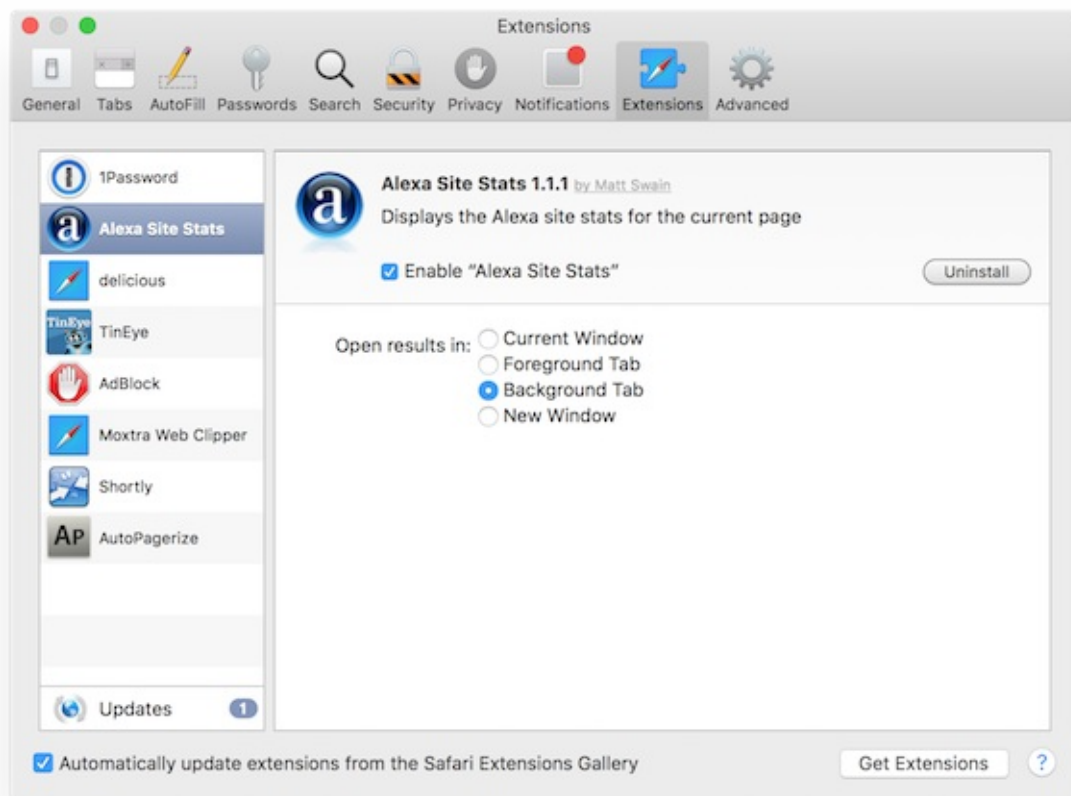 Extensions
General Tabs AutoFill Passwords Search Security Privacy Notifications Extensions Advanced
1Password
Alexa Site Stats
delicious
TinEye
TinEye
AdBlock
Moxtra Web Clipper
Shortly
AP AutoPagerize
Updates 1
a
Alexa Site Stats 1.1.1 by Matt Swain
Displays the Alexa site stats for the current page
Enable “Alexa Site Stats”
Uninstall
Open results in:
Current Window
Foreground Tab
Background Tab
New Window
Automatically update extensions from the Safari Extensions Gallery
Get Extensions ?